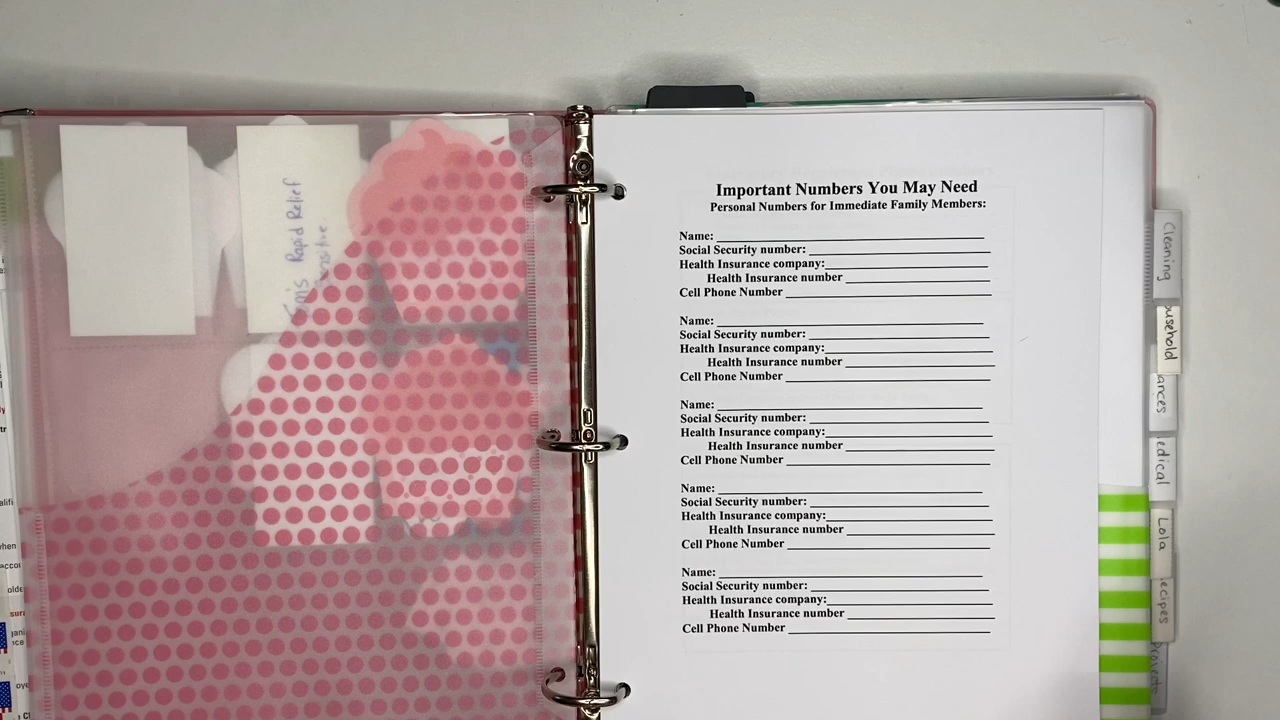 Rapid Relief
Important Numbers You May Need
Personal Numbers for Immediate Family Members:
Name:
Social Security number:
Health Insurance company:
Health Insurance number
Cell Phone Number
Name:
Social Security number:
Health Insurance company:
Health Insurance number
Cell Phone Number
Name:
Social Security number:
Health Insurance company:
Health Insurance number
Cell Phone Number
Name:
Social Security number:
Health Insurance company:
Health Insurance number
Cell Phone Number
Name:
Social Security number:
Health Insurance company:
Health Insurance number
Cell Phone Number
Cleaning
usehold
ances
edical
Lola
ecipes
Projects